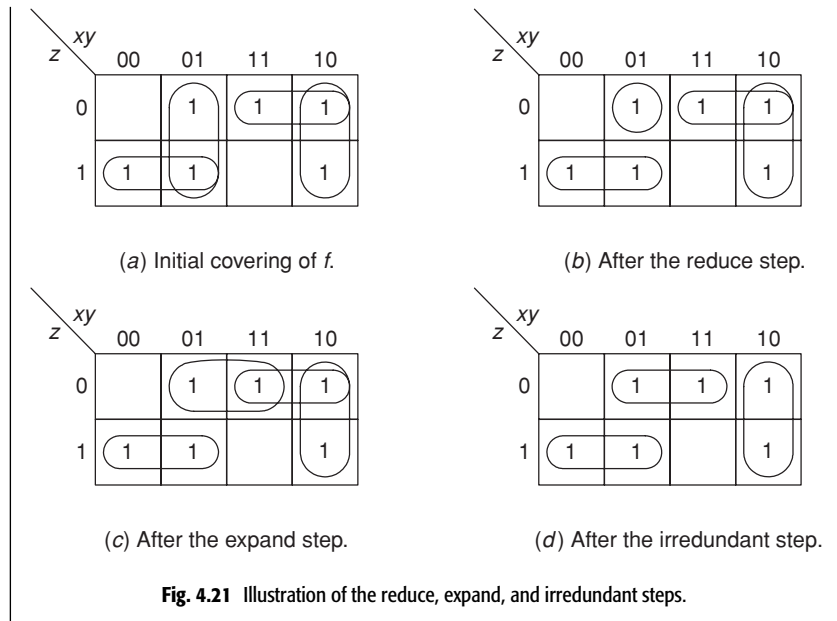 xy xy
z 00 01 11 10 z 00 01 11 10
0 1 1 1 0 1 1 1
1 1 1 1 1 1 1 1
(a) Initial covering of f. (b) After the reduce step.
xy xy
z 00 01 11 10 z 00 01 11 10
0 1 1 1 0 1 1 1
1 1 1 1 1 1 1 1
(c) After the expand step. (d) After the irredundant step.
Fig. 4.21 Illustration of the reduce, expand, and irredundant steps.